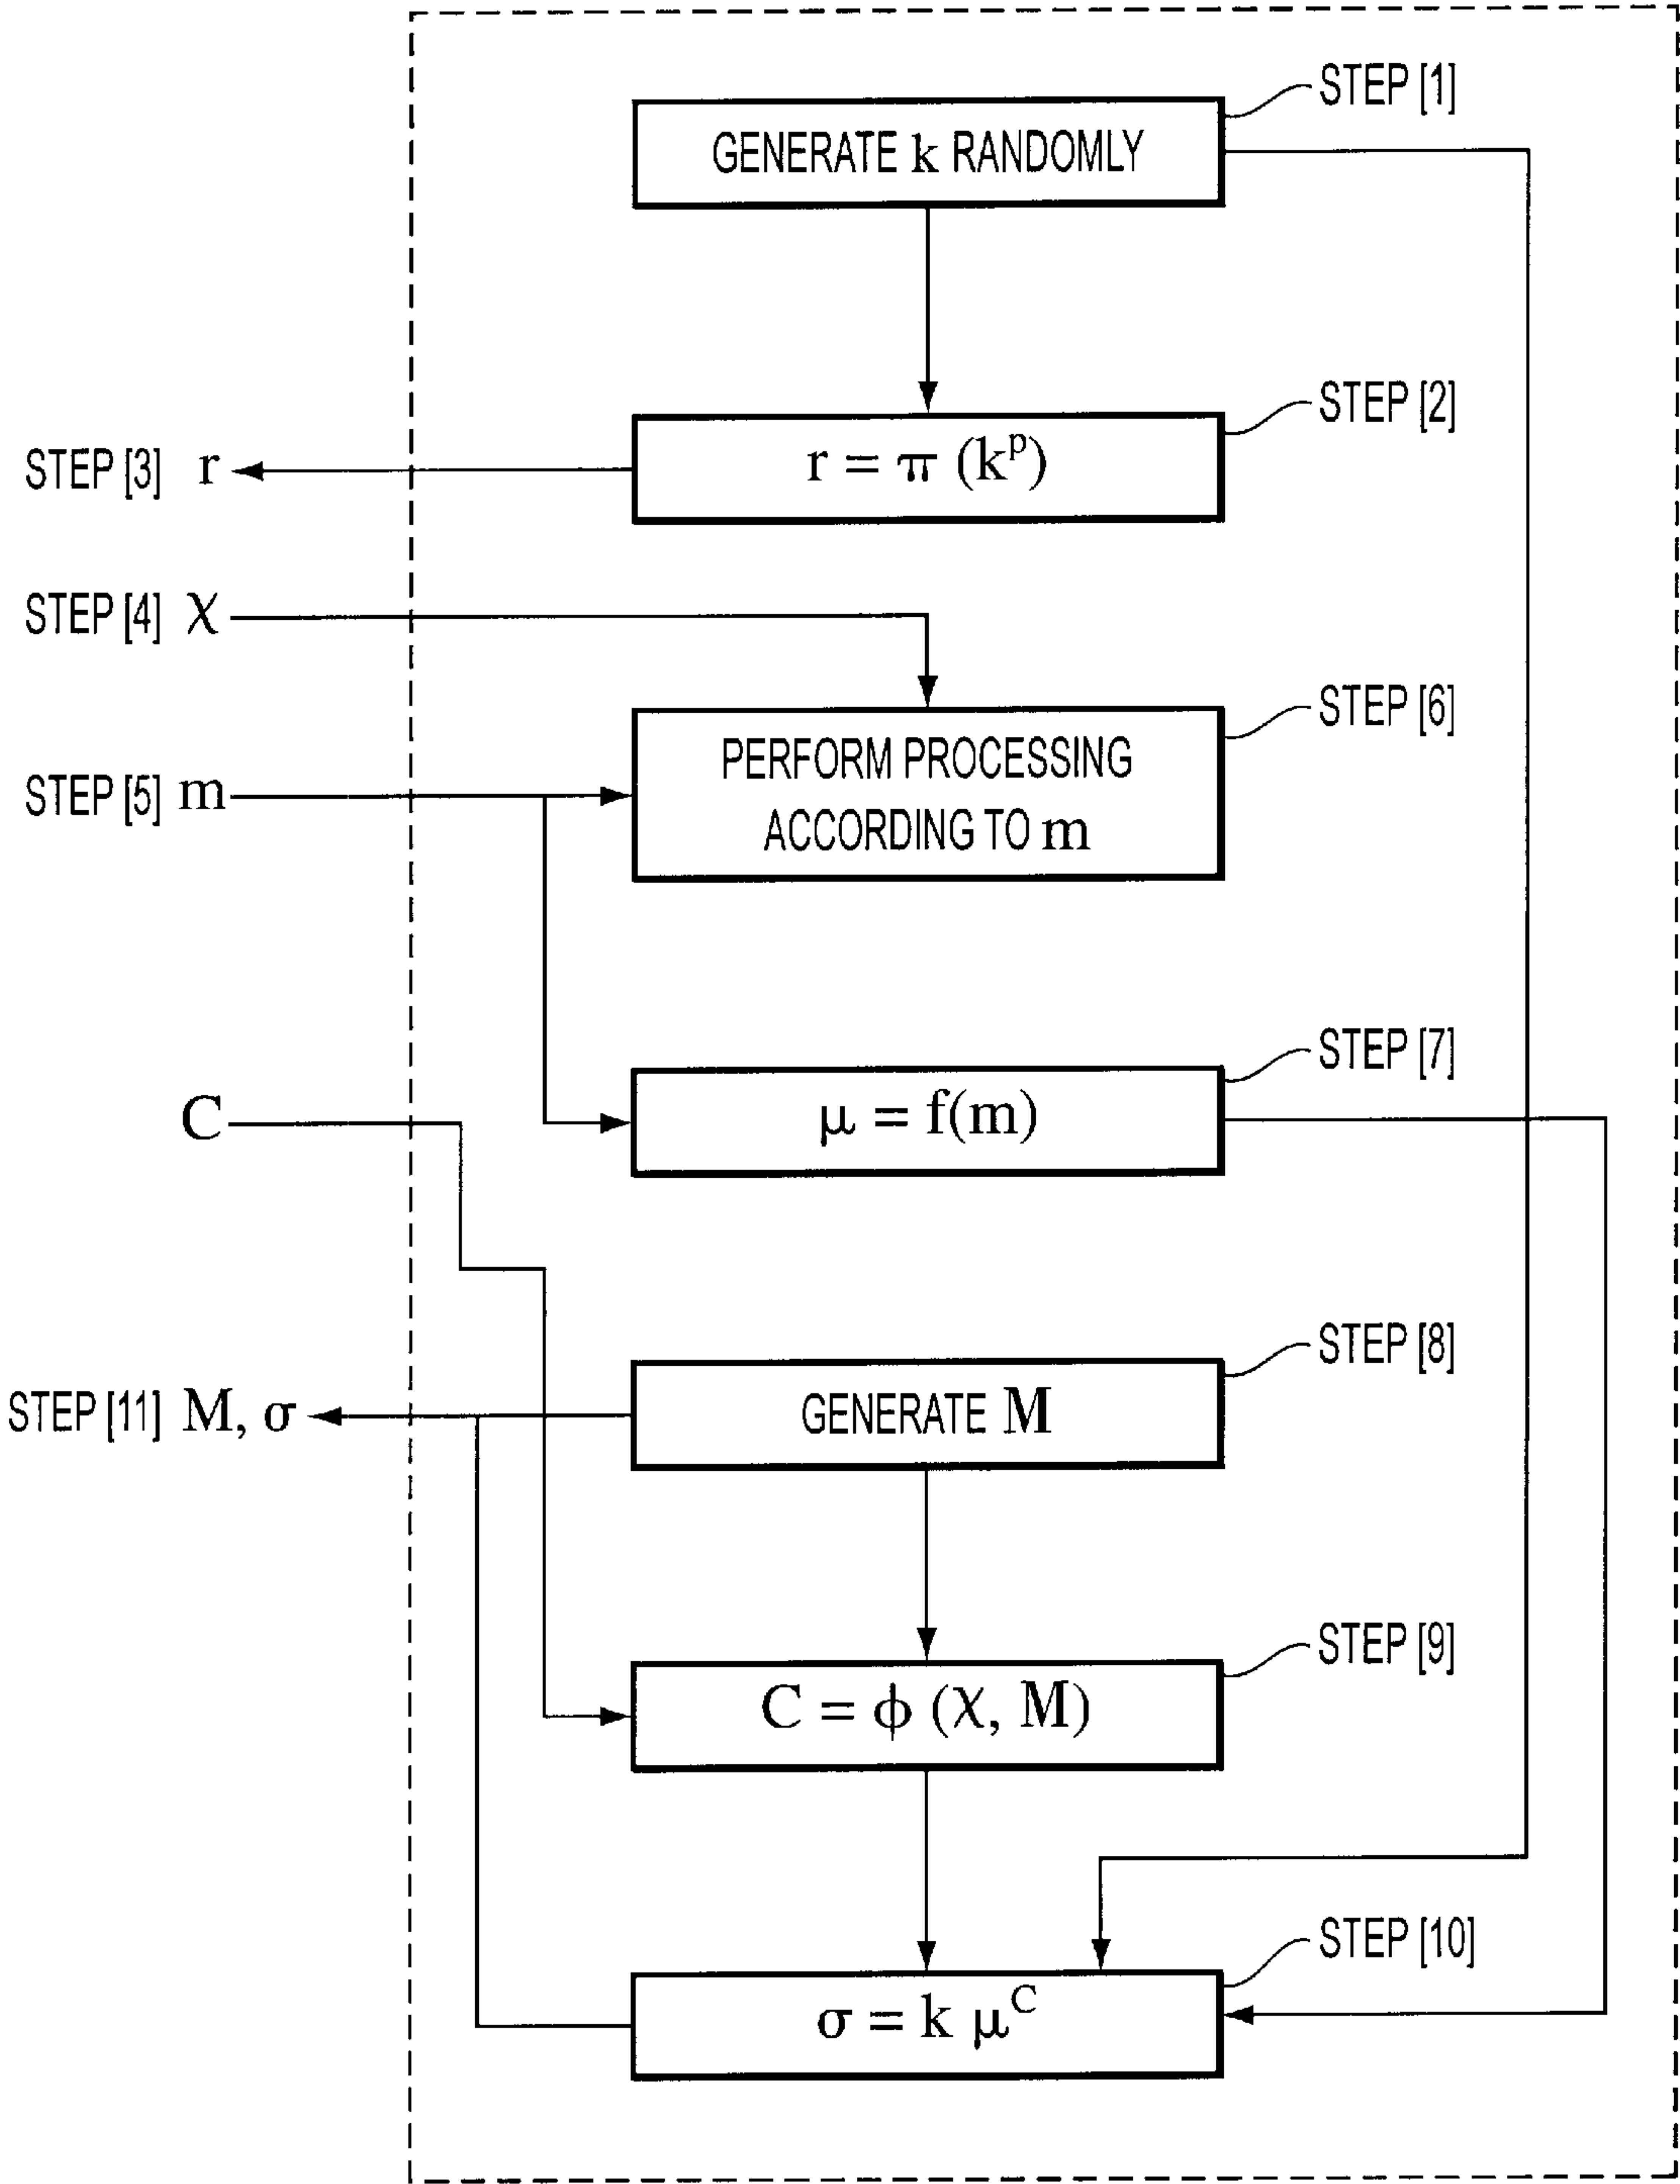 STEP [1]
GENERATE k RANDOMLY
STEP [2]
r = π (k^p)
STEP [3] r
STEP [4] χ
STEP [6]
PERFORM PROCESSING
ACCORDING TO m
STEP [5] m
STEP [7]
μ = f(m)
C
STEP [8]
GENERATE M
STEP [11] M, σ
STEP [9]
C = ϕ (χ, M)
STEP [10]
σ = k μ^C